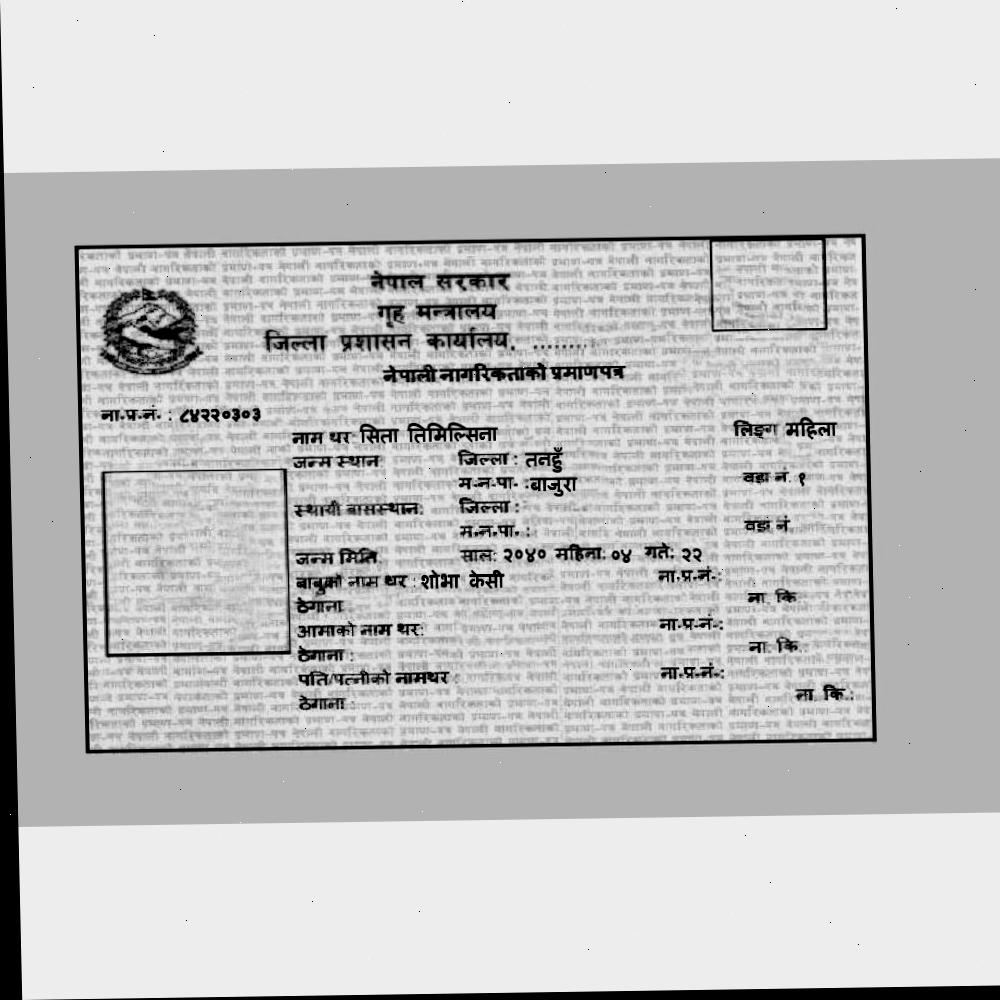 नेपाल सरकार
गृह मन्त्रालय
जिल्ला प्रशासन कार्यालय. ........
नेपाली नागरिकताको प्रमाणपत्र
ना.प्र.नं. : ८४२२०३०३
नाम थर सिता तिमिल्सिना लिङ्ग महिला
जन्म स्थान: जिल्ला : तनहुँ
म.न.पा. :बाजुरा वडा नं. १
स्थायी बासस्थान: जिल्ला :
म.न.पा. : वडा नं.
जन्म मिति: साल: २०४० महिना: ०४ गते: २२
बाबुको नाम थर : शोभा केसी ना.प्र.नं.:
ठेगाना : ना. कि.
आमाको नाम थर: ना.प्र.नं.:
ठेगाना : ना. कि.:
पति/पत्नीको नामथर : ना.प्र.नं.:
ठेगाना : ना. कि.: